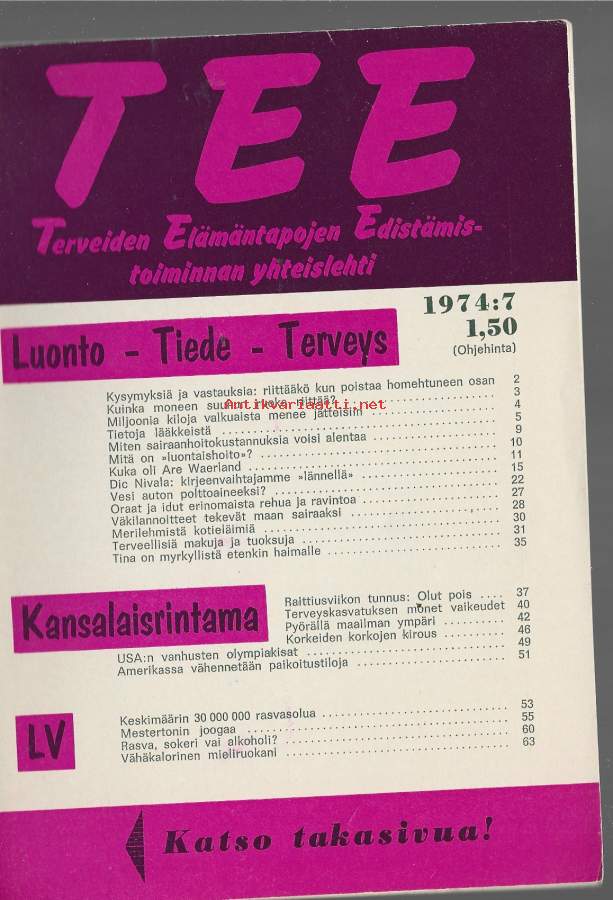 TEE
Terveiden Elämäntapojen Edistämis-
toiminnan yhteislehti
1974:7
1,50
(Ohjehinta)
Luonto - Tiede - Terveys
Kysymyksiä ja vastauksia: riittääkö kun poistaa homehtuneen osan 2
Kuinka moneen suuhun ruoka riittää? 3
Antikvariaatti.net
Miljoonia kiloja valkuaista menee jätteisiin 4
Tietoja lääkkeistä 5
Miten sairaanhoitokustannuksia voisi alentaa 9
Mitä on »luontaishoito»? 10
Kuka oli Are Waerland 11
Dic Nivala: kirjeenvaihtajamme »lännellä» 15
Vesi auton polttoaineeksi? 22
Oraat ja idut erinomaista rehua ja ravintoa 27
Väkilannoitteet tekevät maan sairaaksi 28
Merilehmistä kotieläimiä 30
Terveellisiä makuja ja tuoksuja 31
Tina on myrkyllistä etenkin haimalle 35
Kansalaisrintama
Raittiusviikon tunnus: Olut pois 37
Terveyskasvatuksen monet vaikeudet 40
Pyörällä maailman ympäri 42
Korkeiden korkojen kirous 46
USA:n vanhusten olympiakisat 49
Amerikassa vähennetään paikoitustiloja 51
LV
Keskimäärin 30 000 000 rasvasolua 53
Mestertonin joogaa 55
Rasva, sokeri vai alkoholi? 60
Vähäkalorinen mieliruokani 63
Katso takasivua!